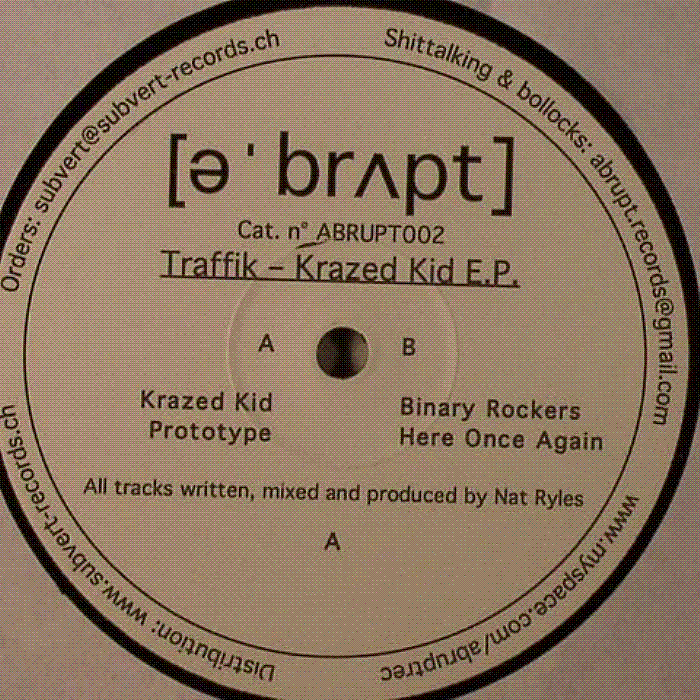 Orders: subvert@subvert-records.ch
Shittalking & bollocks: abrupt.records@gmail.com
[ə'brʌpt]
Cat. n° ABRUPT002
Traffik – Krazed Kid E.P.
A
B
Krazed Kid
Prototype
Binary Rockers
Here Once Again
All tracks written, mixed and produced by Nat Ryles
A
Distribution: www.subvert-records.ch
www.myspace.com/abruptrec